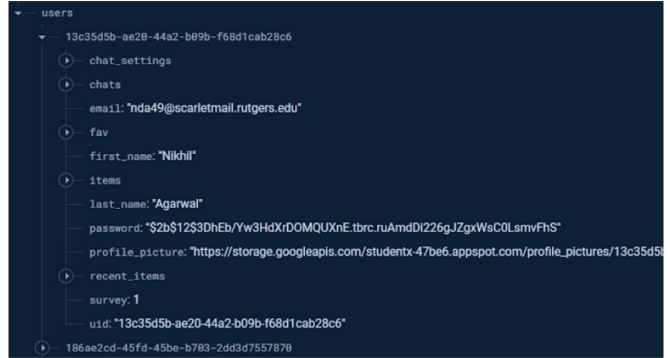 users
13c35d5b-ae20-44a2-b09b-f68d1cab28c6
chat_settings
chats
email: "nda49@scarletmail.rutgers.edu"
fav
first_name: "Nikhil"
items
last_name: "Agarwal"
password: "$2b$12$3DhEb/Yw3HdXrDOMQUXnE.tbrc.ruAmdDi226gJZgxWsC0LsmvFhS"
profile_picture: "https://storage.googleapis.com/studentx-47be6.appspot.com/profile_pictures/13c35d5b
recent_items
survey: 1
uid: "13c35d5b-ae20-44a2-b09b-f68d1cab28c6"
186ae2cd-45fd-45be-b703-2dd3d7557870